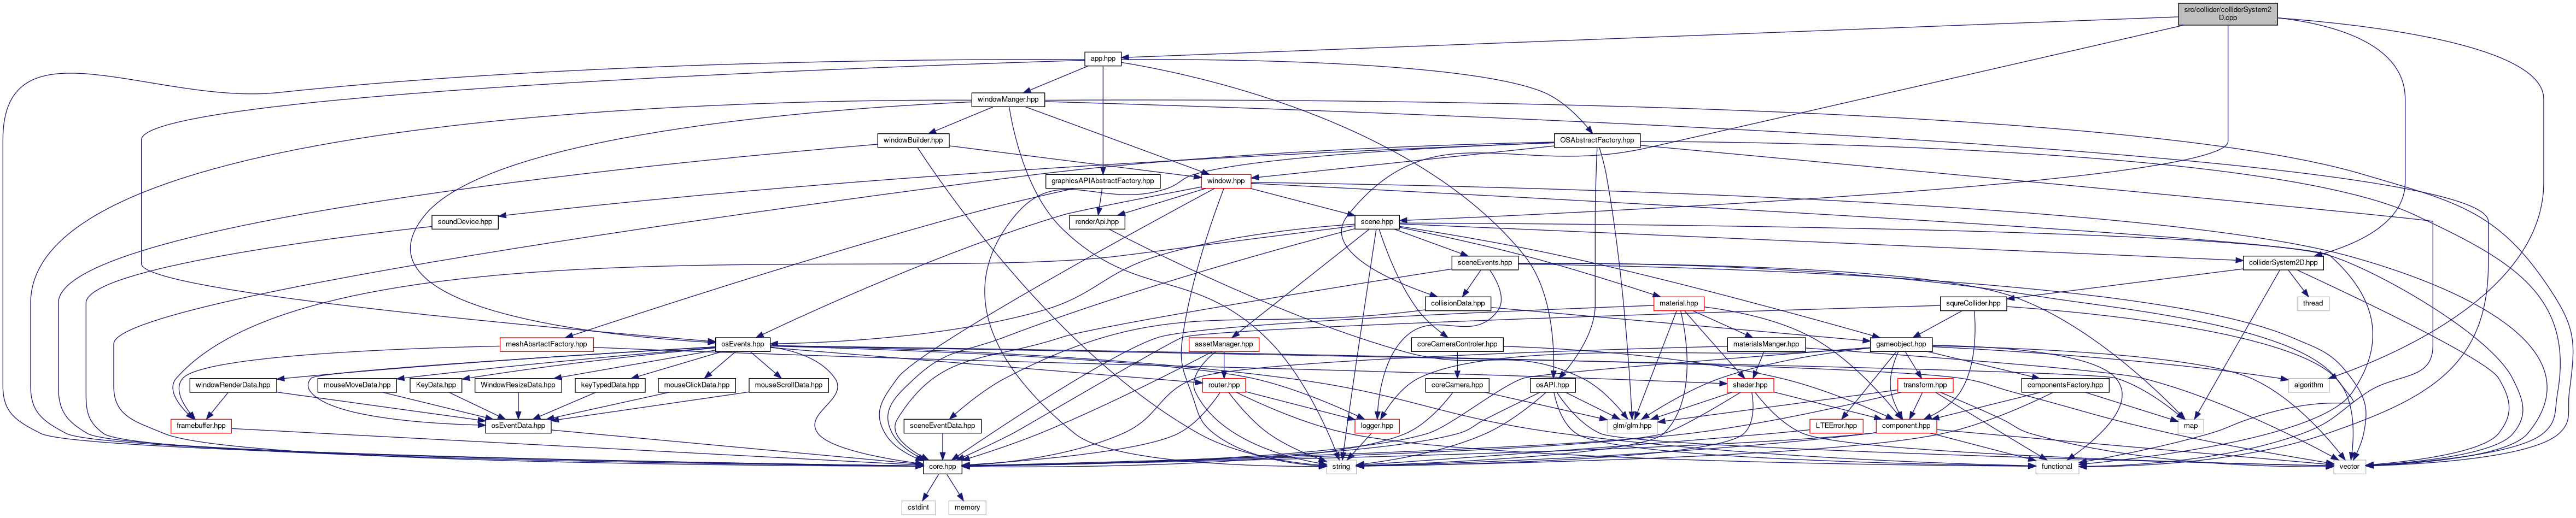 src/collider/colliderSystem2
D.cpp
app.hpp
windowManger.hpp
windowBuilder.hpp
OSAbstractFactory.hpp
graphicsAPIAbstractFactory.hpp
window.hpp
soundDevice.hpp
renderApi.hpp
scene.hpp
sceneEvents.hpp
colliderSystem2D.hpp
collisionData.hpp
material.hpp
squreCollider.hpp
thread
meshAbsrtactFactory.hpp
osEvents.hpp
assetManager.hpp
coreCameraControler.hpp
materialsManger.hpp
gameobject.hpp
windowRenderData.hpp
mouseMoveData.hpp
KeyData.hpp
WindowResizeData.hpp
keyTypedData.hpp
mouseClickData.hpp
mouseScrollData.hpp
router.hpp
coreCamera.hpp
osAPI.hpp
shader.hpp
transform.hpp
componentsFactory.hpp
algorithm
framebuffer.hpp
osEventData.hpp
sceneEventData.hpp
logger.hpp
glm/glm.hpp
LTEError.hpp
component.hpp
map
core.hpp
string
functional
vector
cstdint
memory